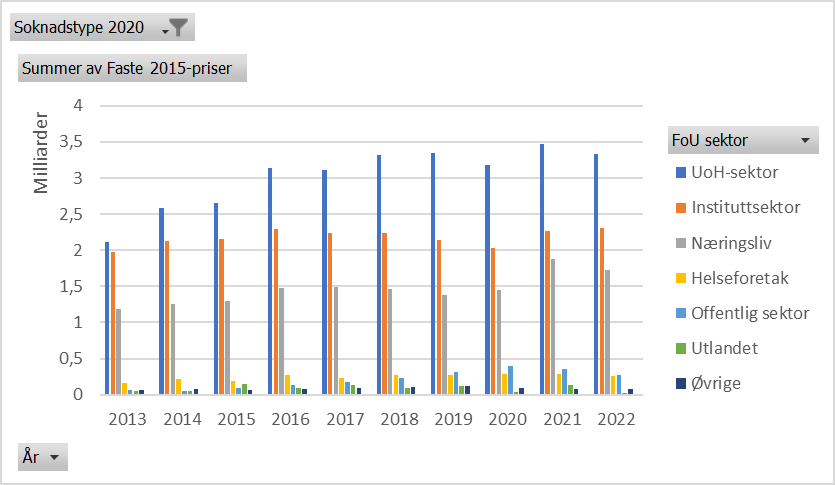 Soknadstype 2020
Summer av Faste 2015-priser
Milliarder
4
3,5
3
2,5
2
1,5
1
0,5
0
2013 2014 2015 2016 2017 2018 2019 2020 2021 2022
FoU sektor
UoH-sektor
Instituttsektor
Næringsliv
Helseforetak
Offentlig sektor
Utlandet
Øvrige
År